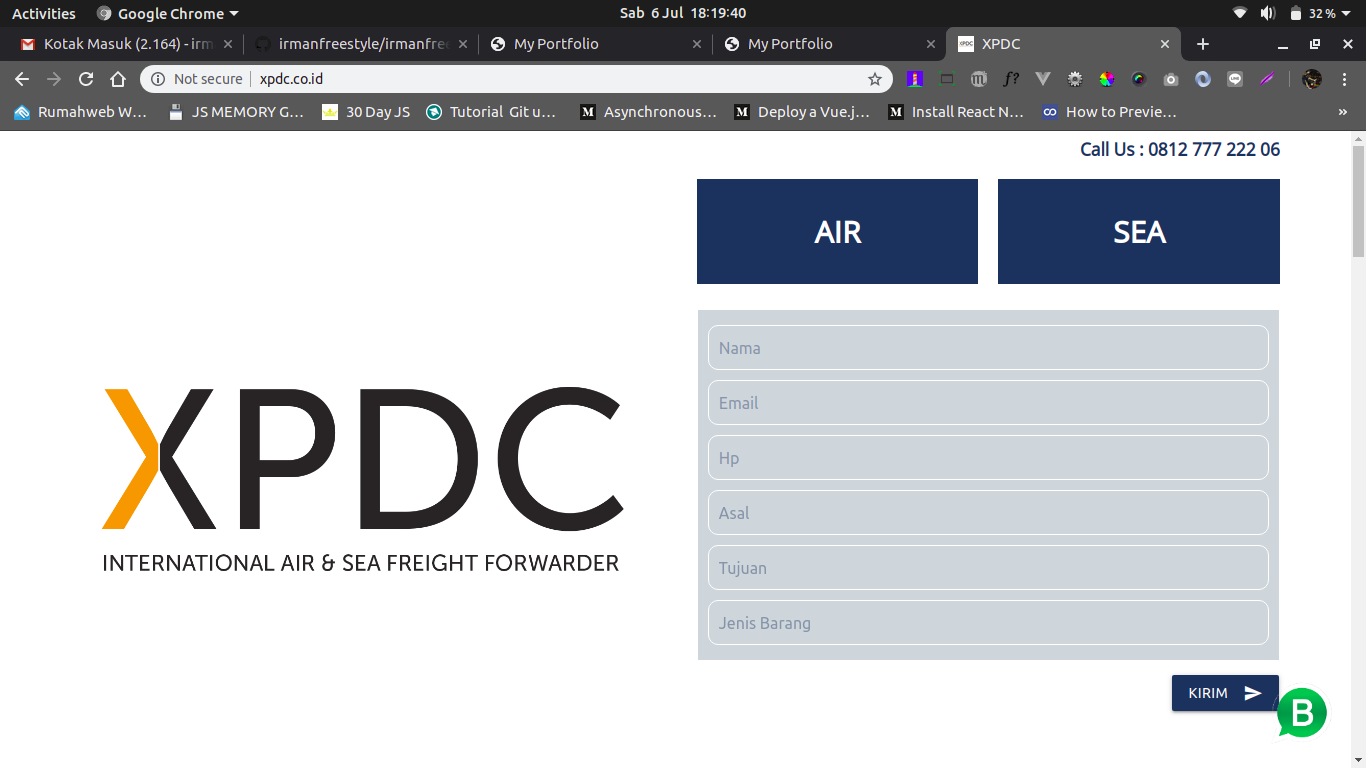 Activities
Google Chrome
Sab 6 Jul 18:19:40
32 %
Kotak Masuk (2.164) - irm
irmanfreestyle/irmanfree
My Portfolio
My Portfolio
XPDC
Not secure
xpdc.co.id
Rumahweb W…
JS MEMORY G…
30 Day JS
Tutorial Git u…
Asynchronous…
Deploy a Vue.j…
Install React N…
How to Previe…
»
Call Us : 0812 777 222 06
AIR
SEA
Nama
Email
Hp
Asal
Tujuan
Jenis Barang
XPDC
INTERNATIONAL AIR & SEA FREIGHT FORWARDER
KIRIM
B